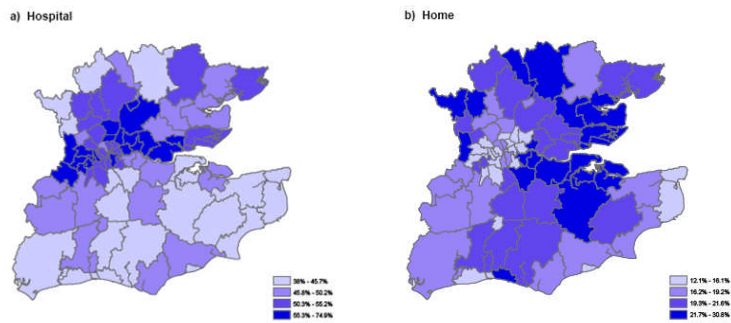 a) Hospital
b) Home
38% - 45.7%
45.8% - 50.2%
50.3% - 55.2%
55.3% - 74.9%
12.1% - 16.1%
16.2% - 19.2%
19.3% - 21.6%
21.7% - 30.8%